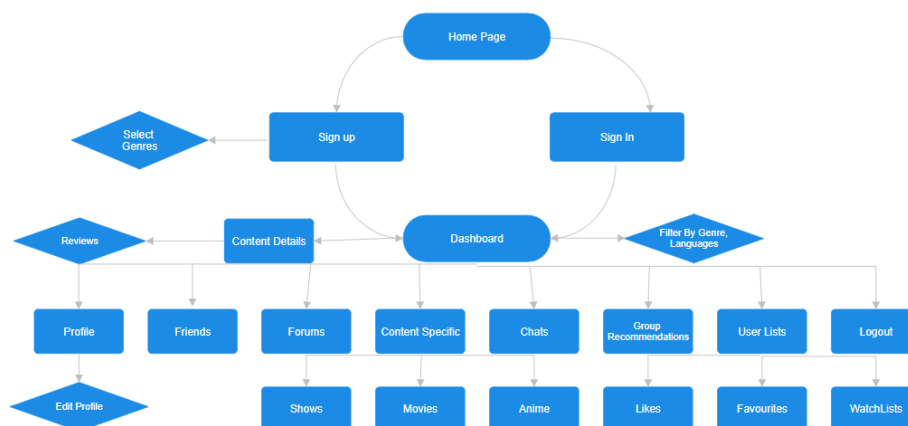 Home Page
Sign up
Sign In
Select
Genres
Reviews
Content Details
Dashboard
Filter By Genre,
Languages
Profile
Friends
Forums
Content Specific
Chats
Group
Recommendations
User Lists
Logout
Edit Profile
Shows
Movies
Anime
Likes
Favourites
WatchLists